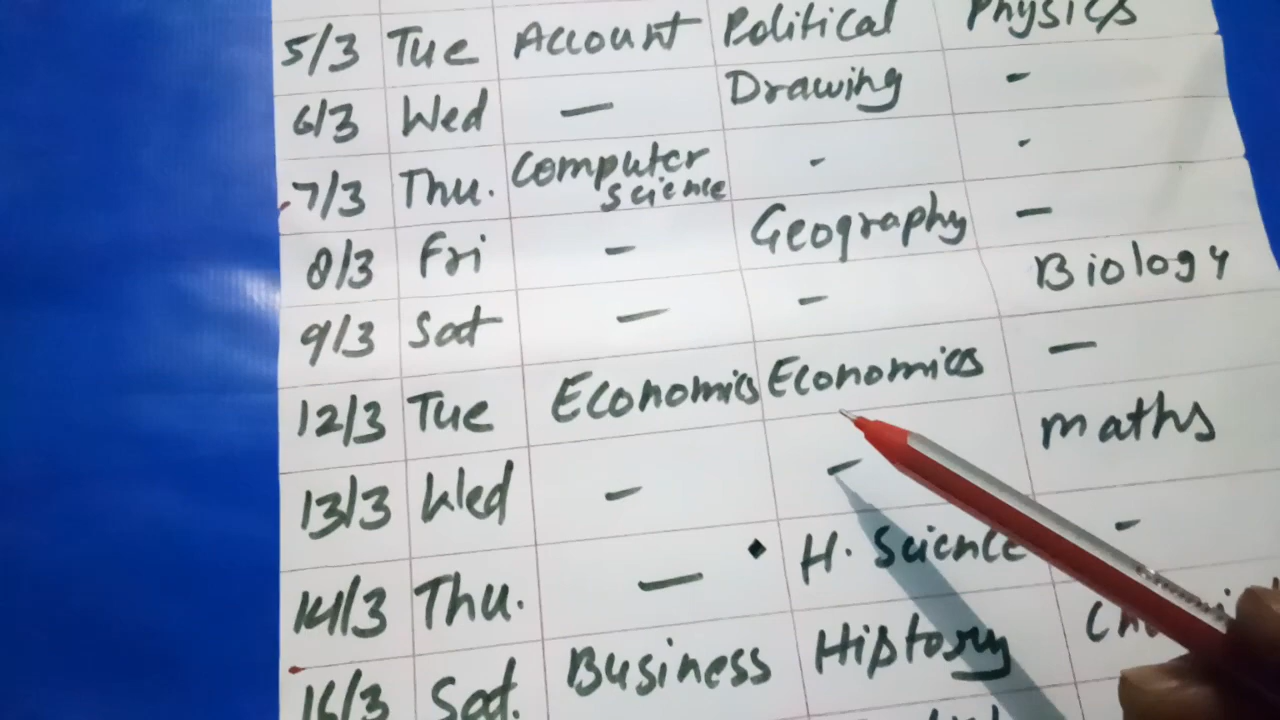 5/3 Tue Account Political Physics
6/3 Wed — Drawing -
7/3 Thu. Computer science - -
8/3 Fri - Geography -
9/3 Sat - - Biology
12/3 Tue Economics Economics -
13/3 Wed - - maths
14/3 Thu. — H. Science -
16/3 Sat. Business History